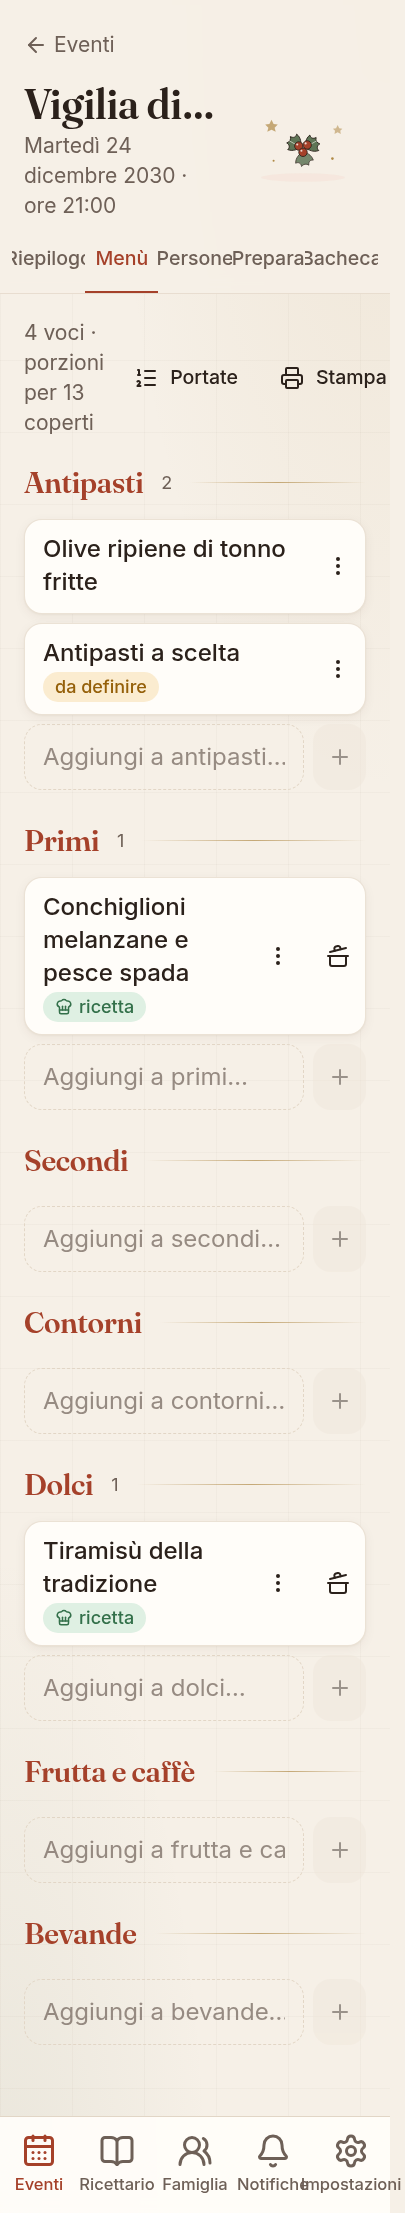 Eventi
Vigilia di...
Martedì 24
dicembre 2030 ·
ore 21:00
Riepilogo Menù Persone Prepara Bacheca
4 voci ·
porzioni
per 13
coperti
Portate Stampa
Antipasti 2
Olive ripiene di tonno
fritte
Antipasti a scelta
da definire
Aggiungi a antipasti...
Primi 1
Conchiglioni
melanzane e
pesce spada
ricetta
Aggiungi a primi...
Secondi
Aggiungi a secondi...
Contorni
Aggiungi a contorni...
Dolci 1
Tiramisù della
tradizione
ricetta
Aggiungi a dolci...
Frutta e caffè
Aggiungi a frutta e ca
Bevande
Aggiungi a bevande...
Eventi Ricettario Famiglia Notifiche Impostazioni